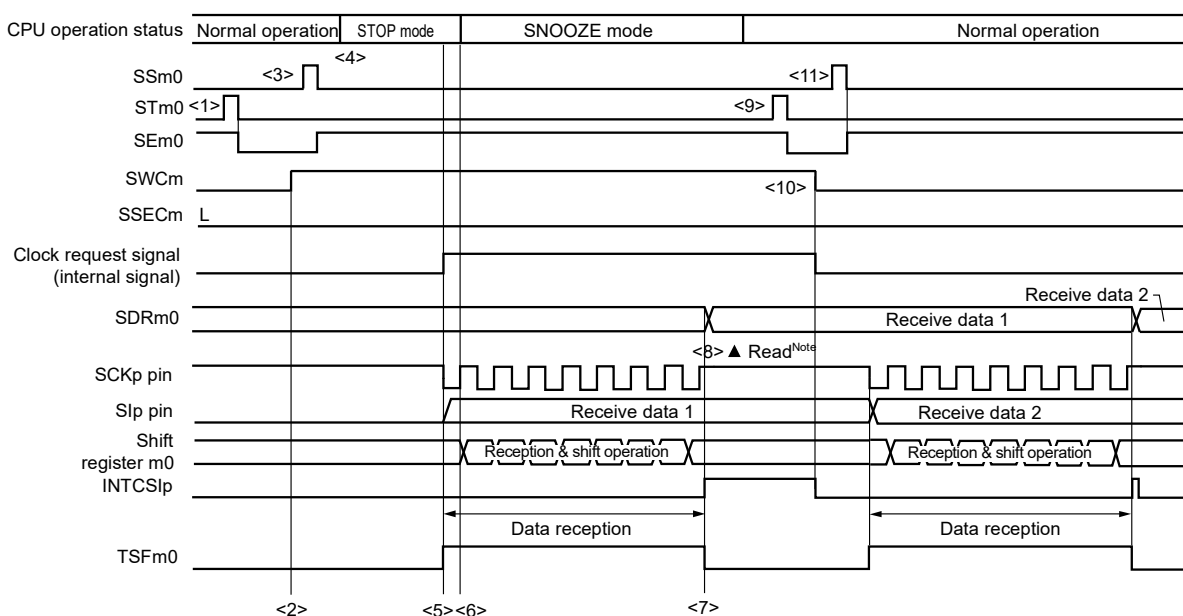 CPU operation status Normal operation STOP mode SNOOZE mode Normal operation
<4>
SSm0 <3> <11>
STm0 <1> <9>
SEm0
SWCm <10>
SSECm L
Clock request signal
(internal signal)
Receive data 2
SDRm0 Receive data 1
<8> ▲ Read Note
SCKp pin
SIp pin Receive data 1 Receive data 2
Shift
register m0 Reception & shift operation Reception & shift operation
INTCSIp
Data reception Data reception
TSFm0
<2> <5> <6> <7>